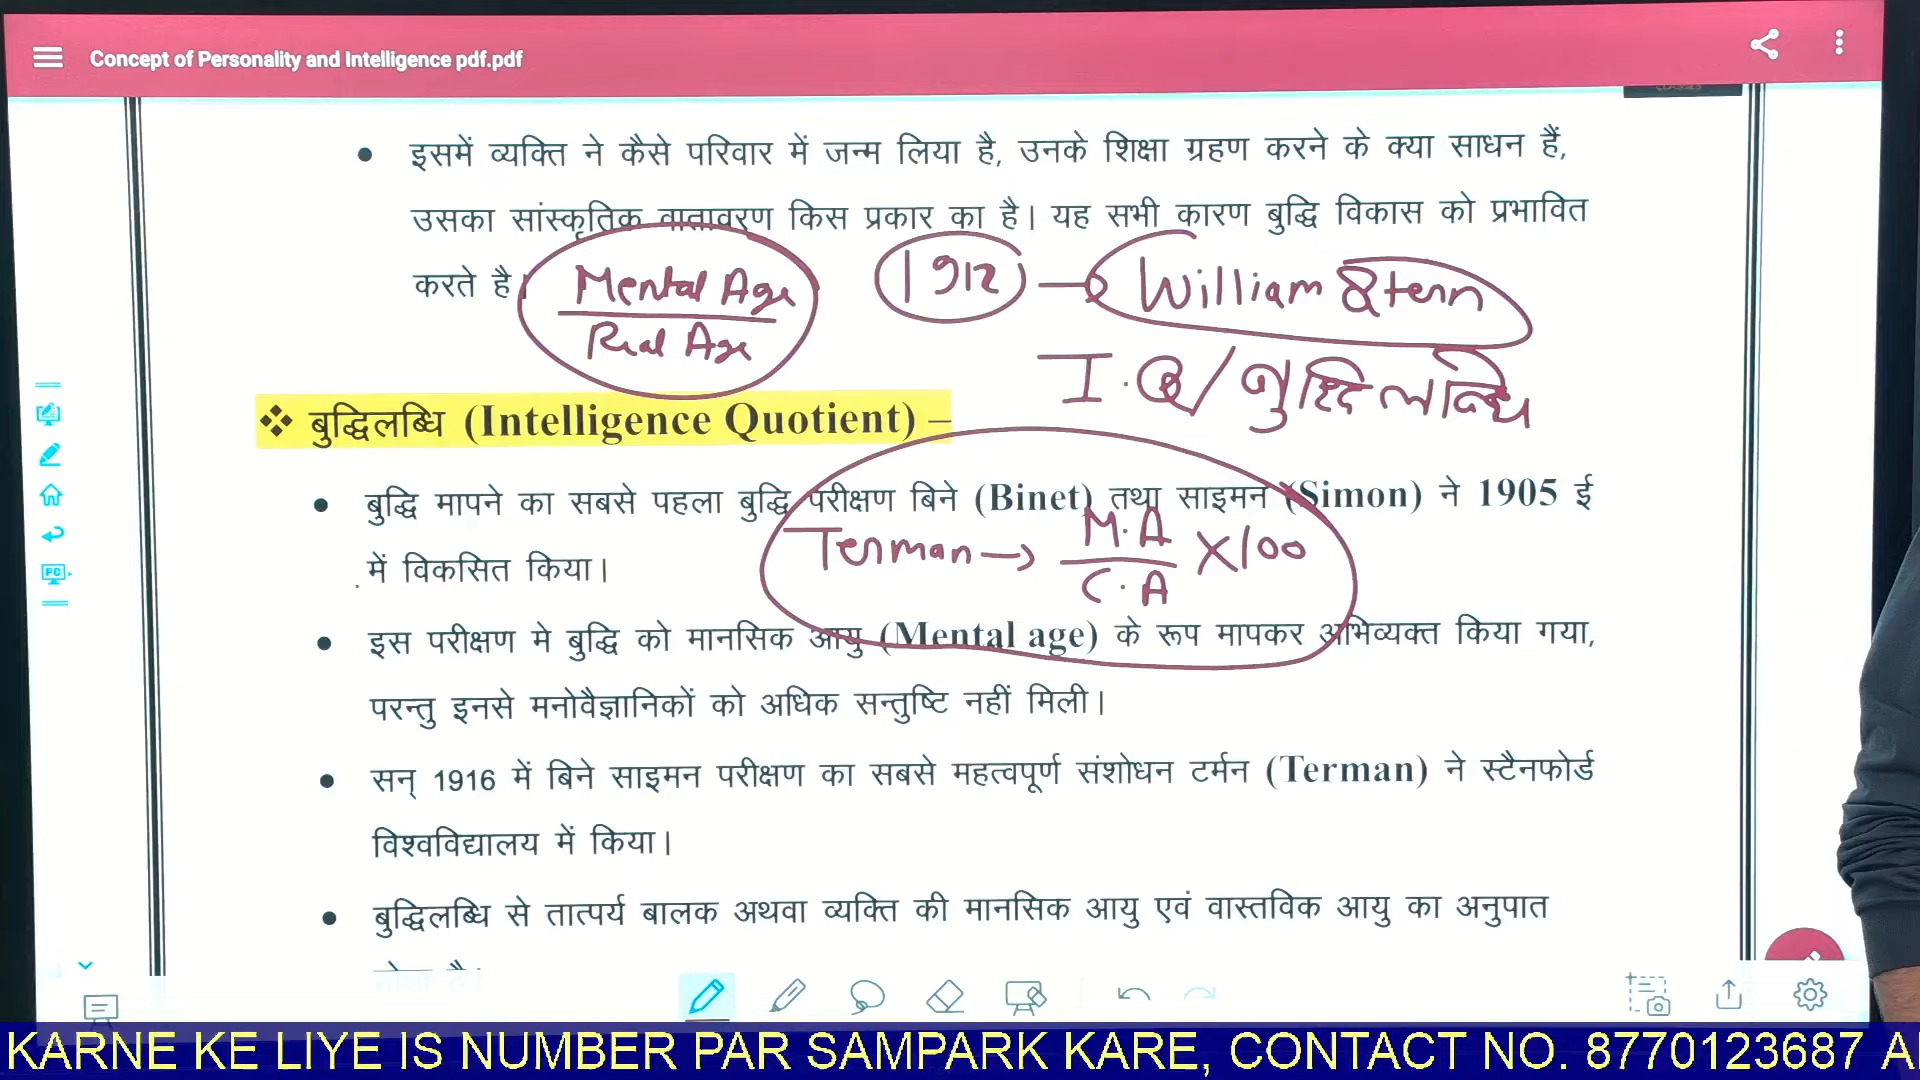 Concept of Personality and Intelligence pdf.pdf
• इसमें व्यक्ति ने कैसे परिवार में जन्म लिया है, उनके शिक्षा ग्रहण करने के क्या साधन हैं,
उसका सांस्कृतिक वातावरण किस प्रकार का है। यह सभी कारण बुद्धि विकास को प्रभावित
करते है।
Mental Age
Real Age
1912 → William Stern
I.Q/बुद्धिलब्धि
❖ बुद्धिलब्धि (Intelligence Quotient) –
• बुद्धि मापने का सबसे पहला बुद्धि परीक्षण बिने (Binet) तथा साइमन (Simon) ने 1905 ई
में विकसित किया।
Terman → M.A / C.A X100
• इस परीक्षण मे बुद्धि को मानसिक आयु (Mental age) के रूप मापकर अभिव्यक्त किया गया,
परन्तु इनसे मनोवैज्ञानिकों को अधिक सन्तुष्टि नहीं मिली।
• सन् 1916 में बिने साइमन परीक्षण का सबसे महत्वपूर्ण संशोधन टर्मन (Terman) ने स्टैनफोर्ड
विश्वविद्यालय में किया।
• बुद्धिलब्धि से तात्पर्य बालक अथवा व्यक्ति की मानसिक आयु एवं वास्तविक आयु का अनुपात
KARNE KE LIYE IS NUMBER PAR SAMPARK KARE, CONTACT NO. 8770123687 A